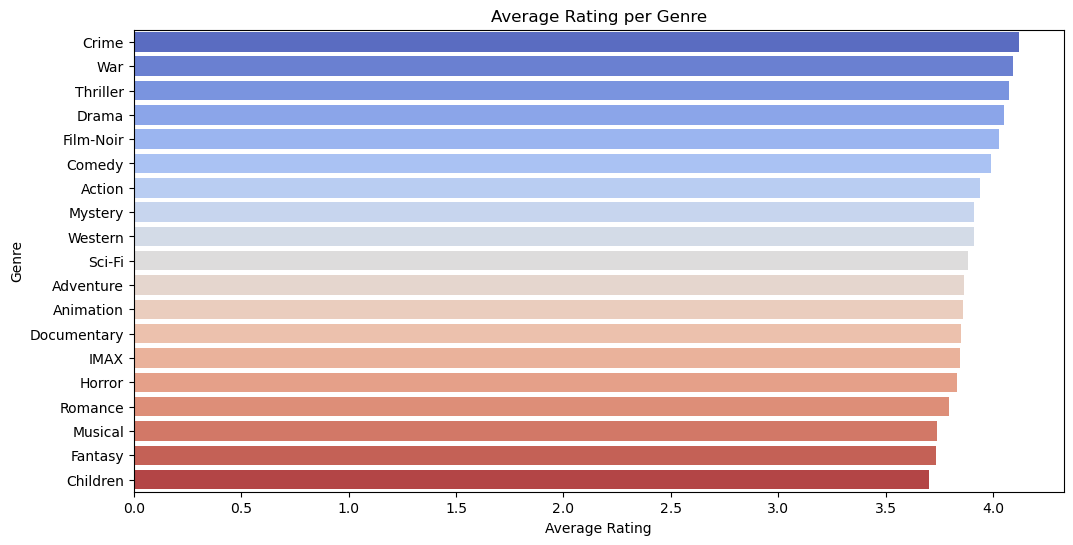 Average Rating per Genre
Genre
Crime
War
Thriller
Drama
Film-Noir
Comedy
Action
Mystery
Western
Sci-Fi
Adventure
Animation
Documentary
IMAX
Horror
Romance
Musical
Fantasy
Children
0.0 0.5 1.0 1.5 2.0 2.5 3.0 3.5 4.0
Average Rating